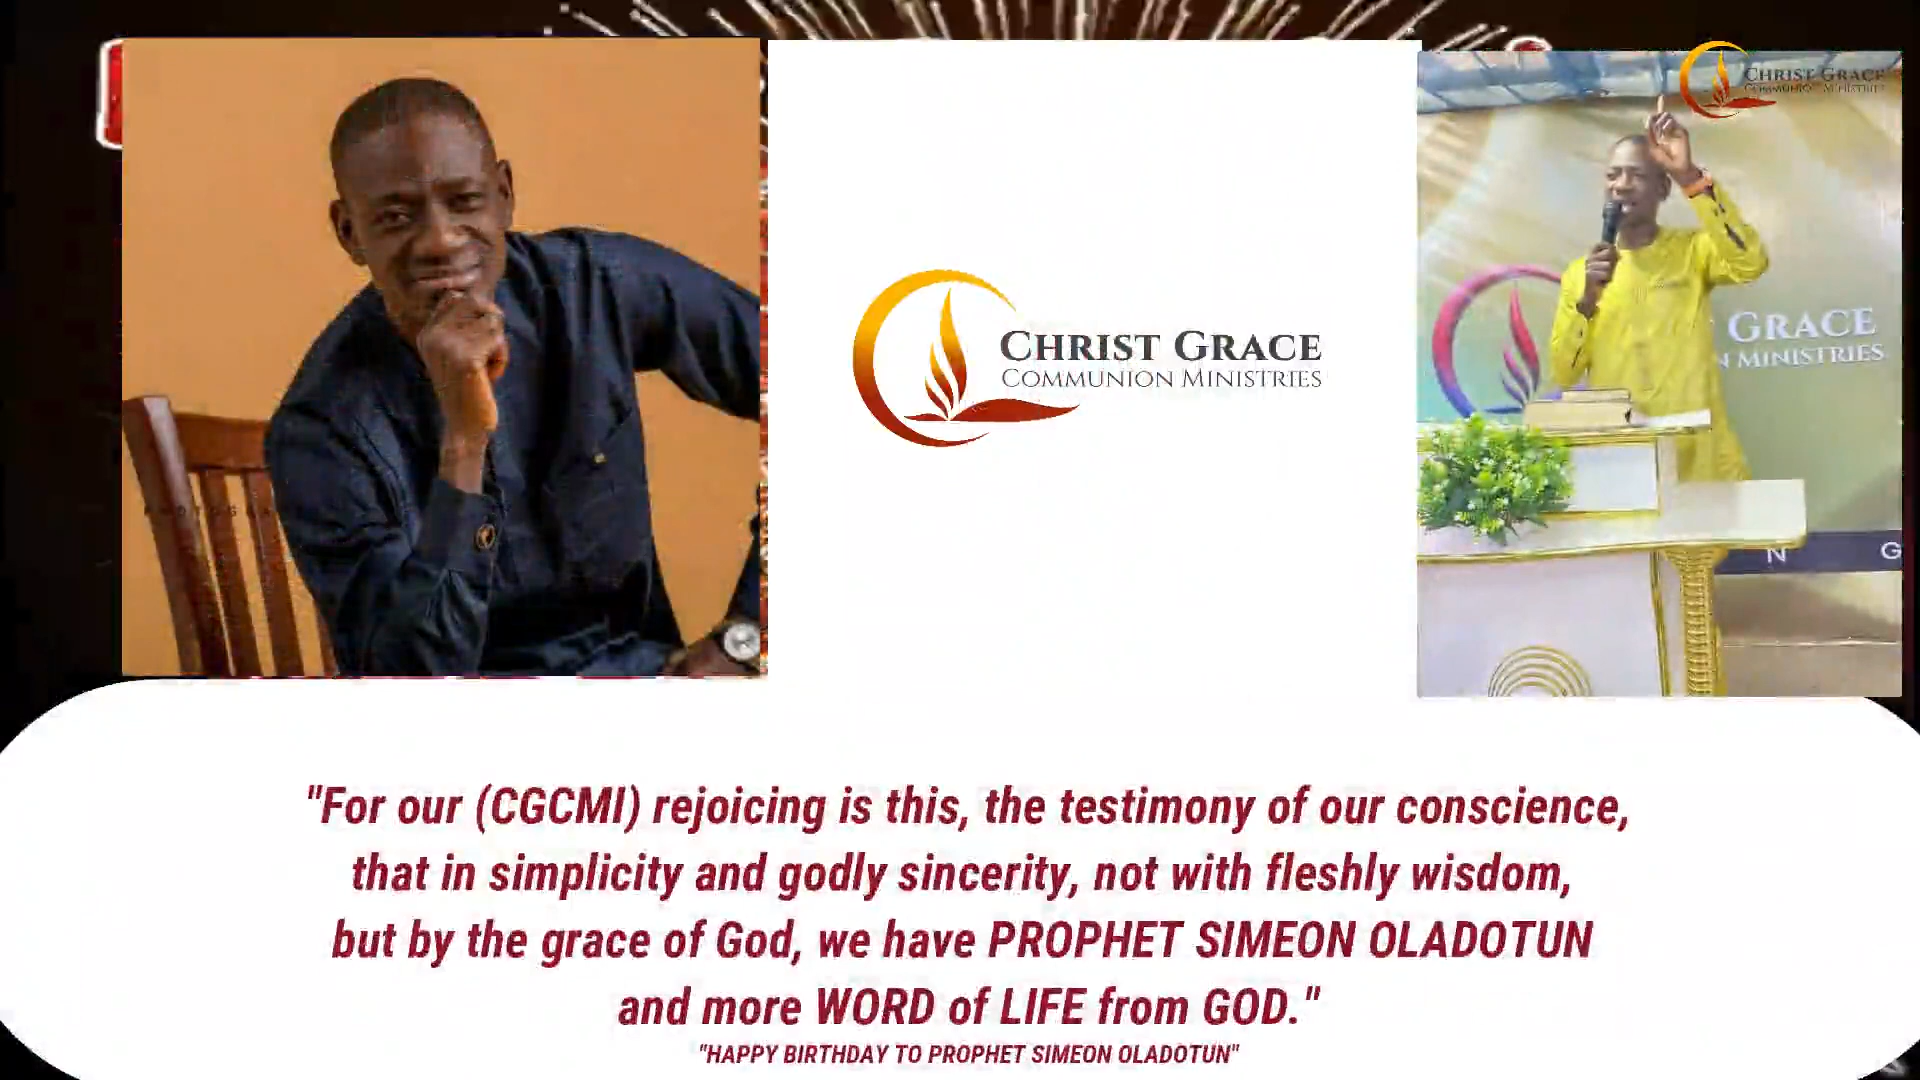 CHRIST GRACE
COMMUNION MINISTRIES
CHRIST GRACE
COMMUNION MINISTRIES
GRACE
N MINISTRIES
N G
"For our (CGCMI) rejoicing is this, the testimony of our conscience,
that in simplicity and godly sincerity, not with fleshly wisdom,
but by the grace of God, we have PROPHET SIMEON OLADOTUN
and more WORD of LIFE from GOD."
"HAPPY BIRTHDAY TO PROPHET SIMEON OLADOTUN"